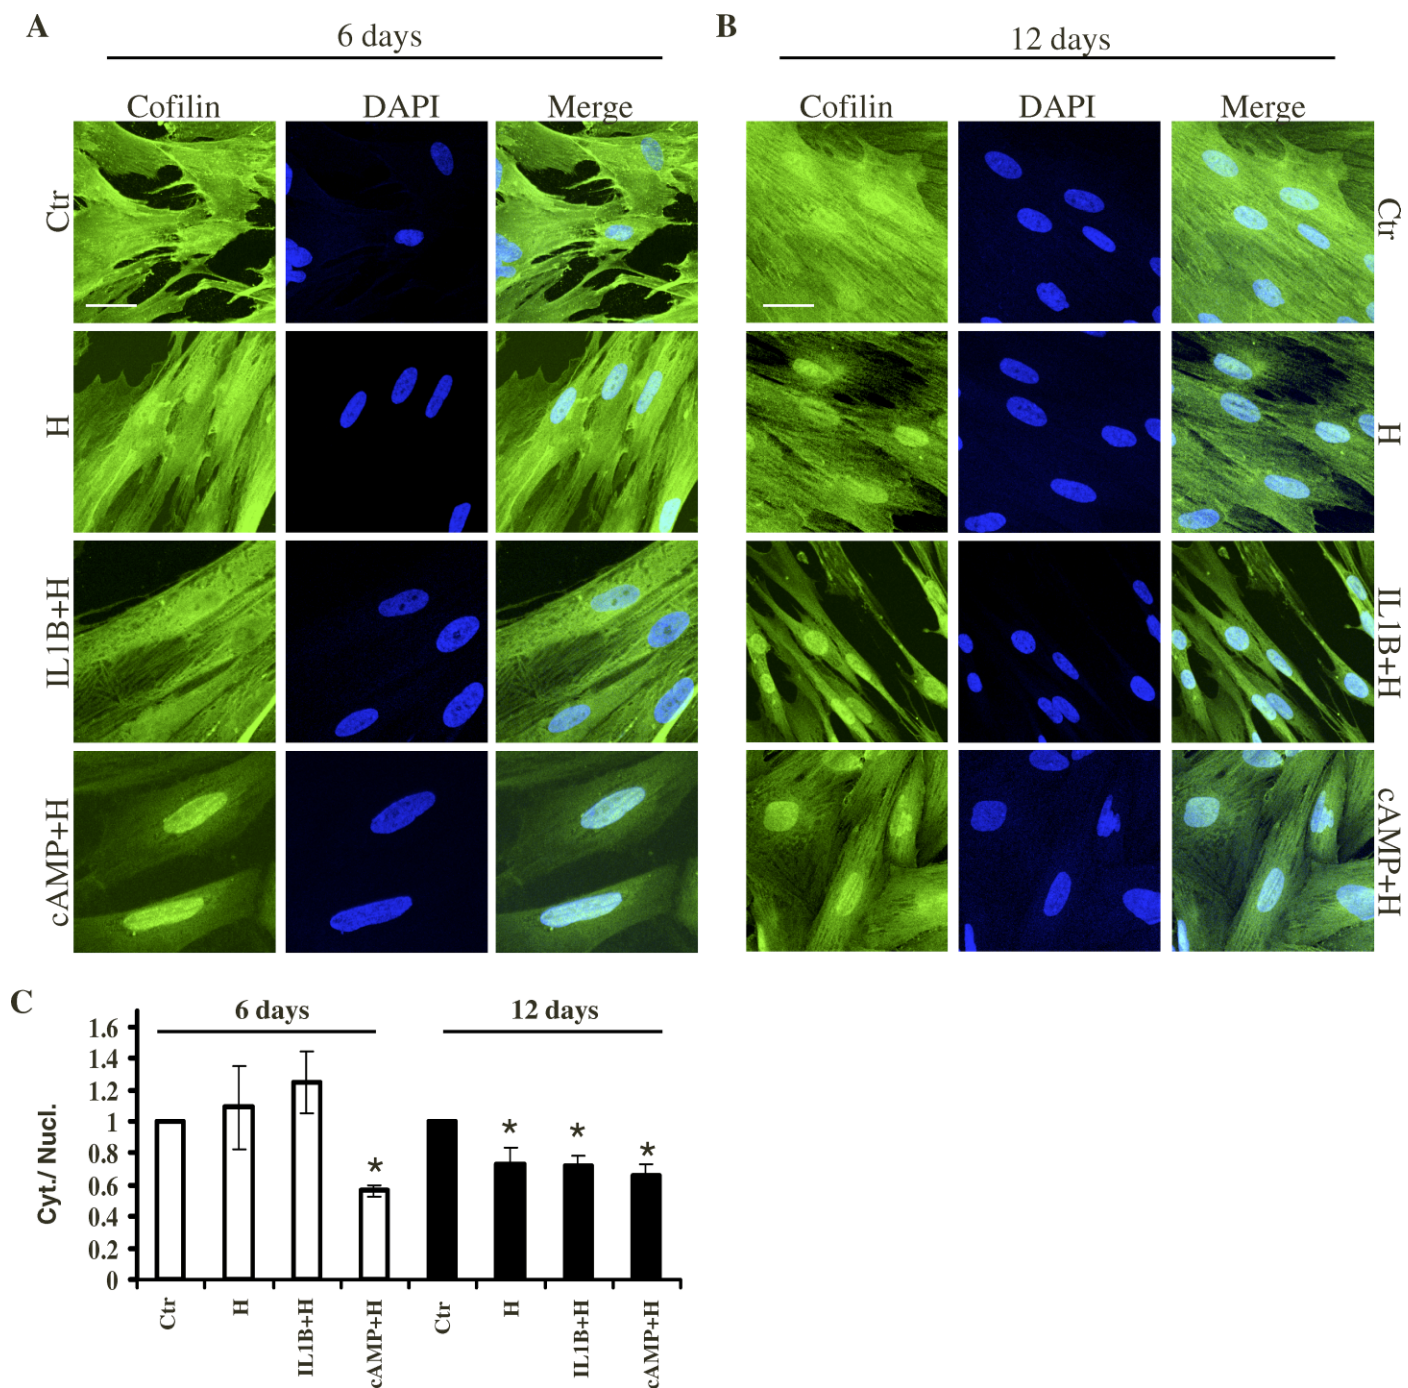 A
6 days
Cofilin DAPI Merge
Ctr
H
IL1B+H
cAMP+H
B
12 days
Cofilin DAPI Merge
Ctr
H
IL1B+H
cAMP+H
C
6 days 12 days
Cyt./ Nucl.
1.6
1.4
1.2
1
0.8
0.6
0.4
0.2
0
* * * *
Ctr H IL1B+H cAMP+H Ctr H IL1B+H cAMP+H